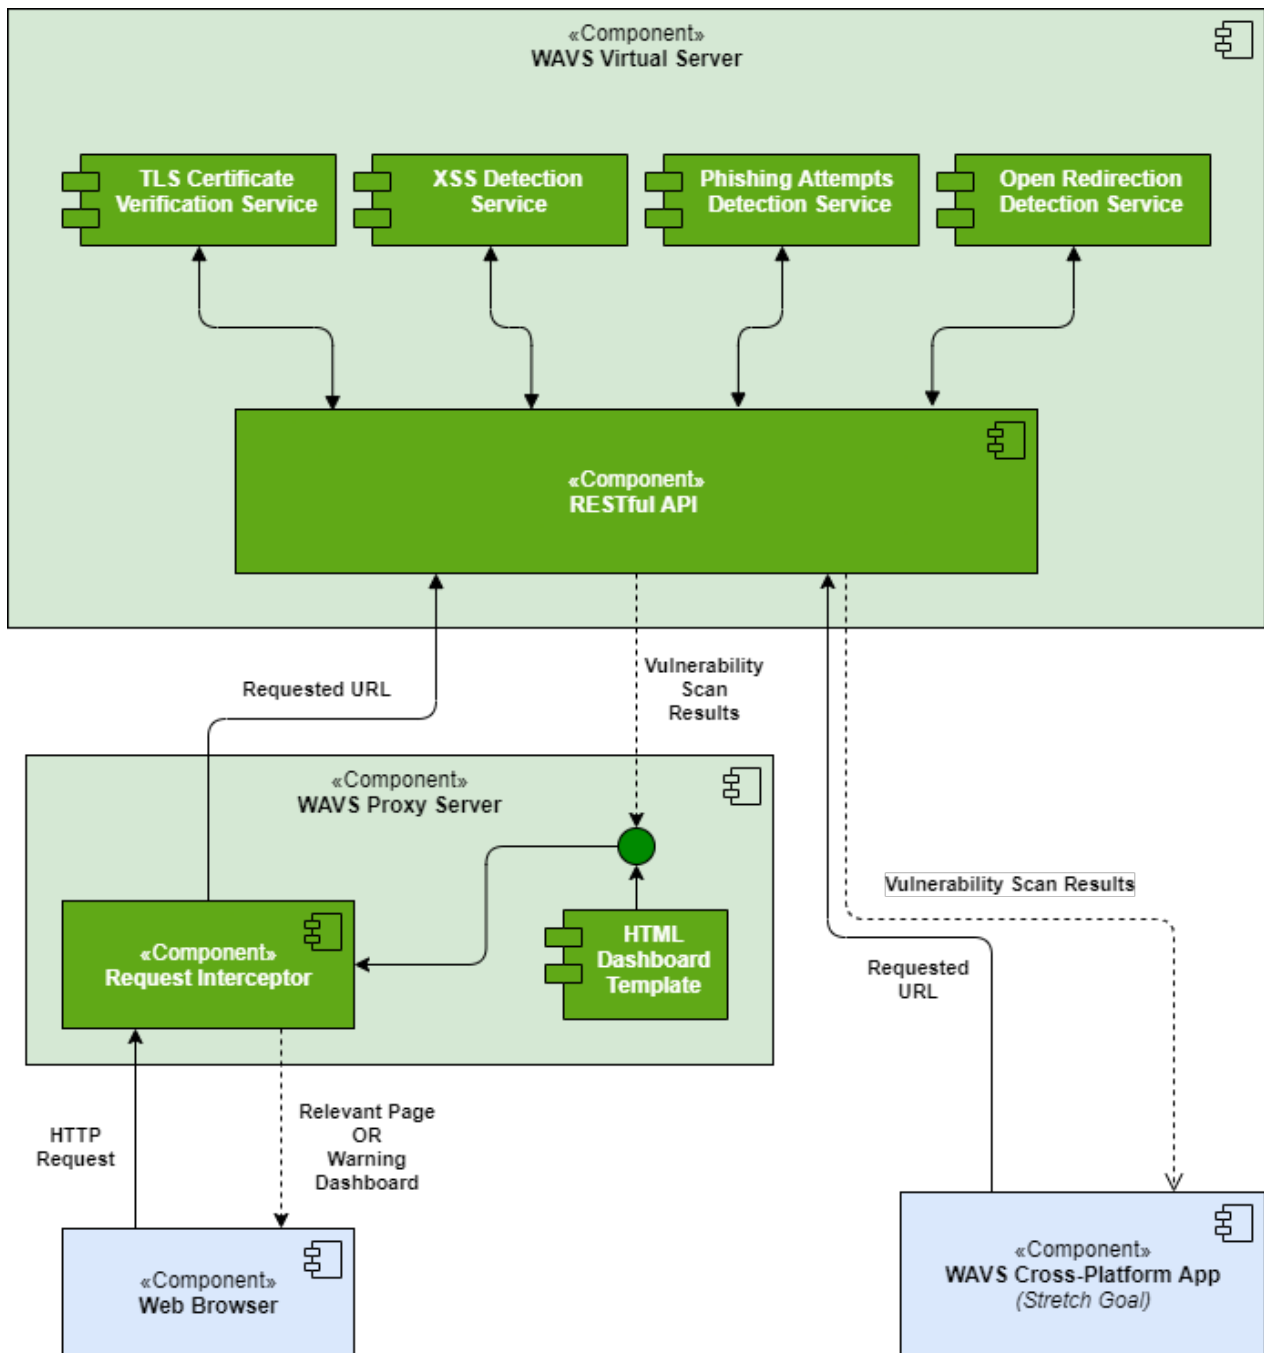 «Component»
WAVS Virtual Server
TLS Certificate
Verification Service
XSS Detection
Service
Phishing Attempts
Detection Service
Open Redirection
Detection Service
«Component»
RESTful API
Requested URL
Vulnerability
Scan
Results
«Component»
WAVS Proxy Server
«Component»
Request Interceptor
HTML
Dashboard
Template
Vulnerability Scan Results
Requested
URL
HTTP
Request
Relevant Page
OR
Warning
Dashboard
«Component»
Web Browser
«Component»
WAVS Cross-Platform App
(Stretch Goal)